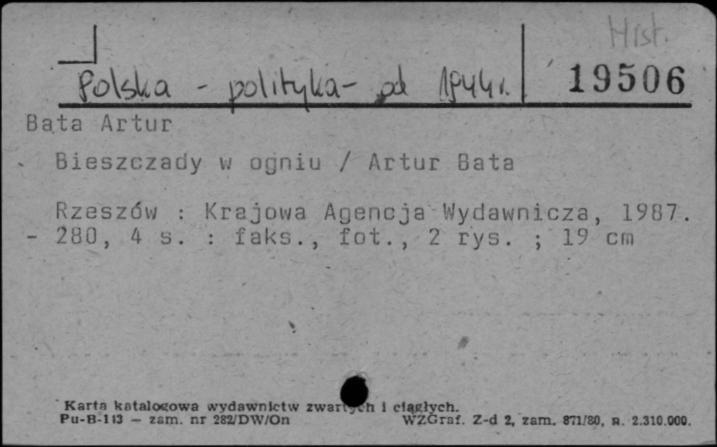 Hist.
Polska - polityka - od 1944 r.
19506
Bata Artur
Bieszczady w ogniu / Artur Bata
Rzeszów : Krajowa Agencja Wydawnicza, 1987.
- 280, 4 s. : faks., fot., 2 rys. ; 19 cm
Karta katalogowa wydawnictw zwartych i ciągłych.
Pu-B-113 — zam. nr 282/DW/On
WZGraf. Z-d 2, zam. 871/80, n. 2.310.000.